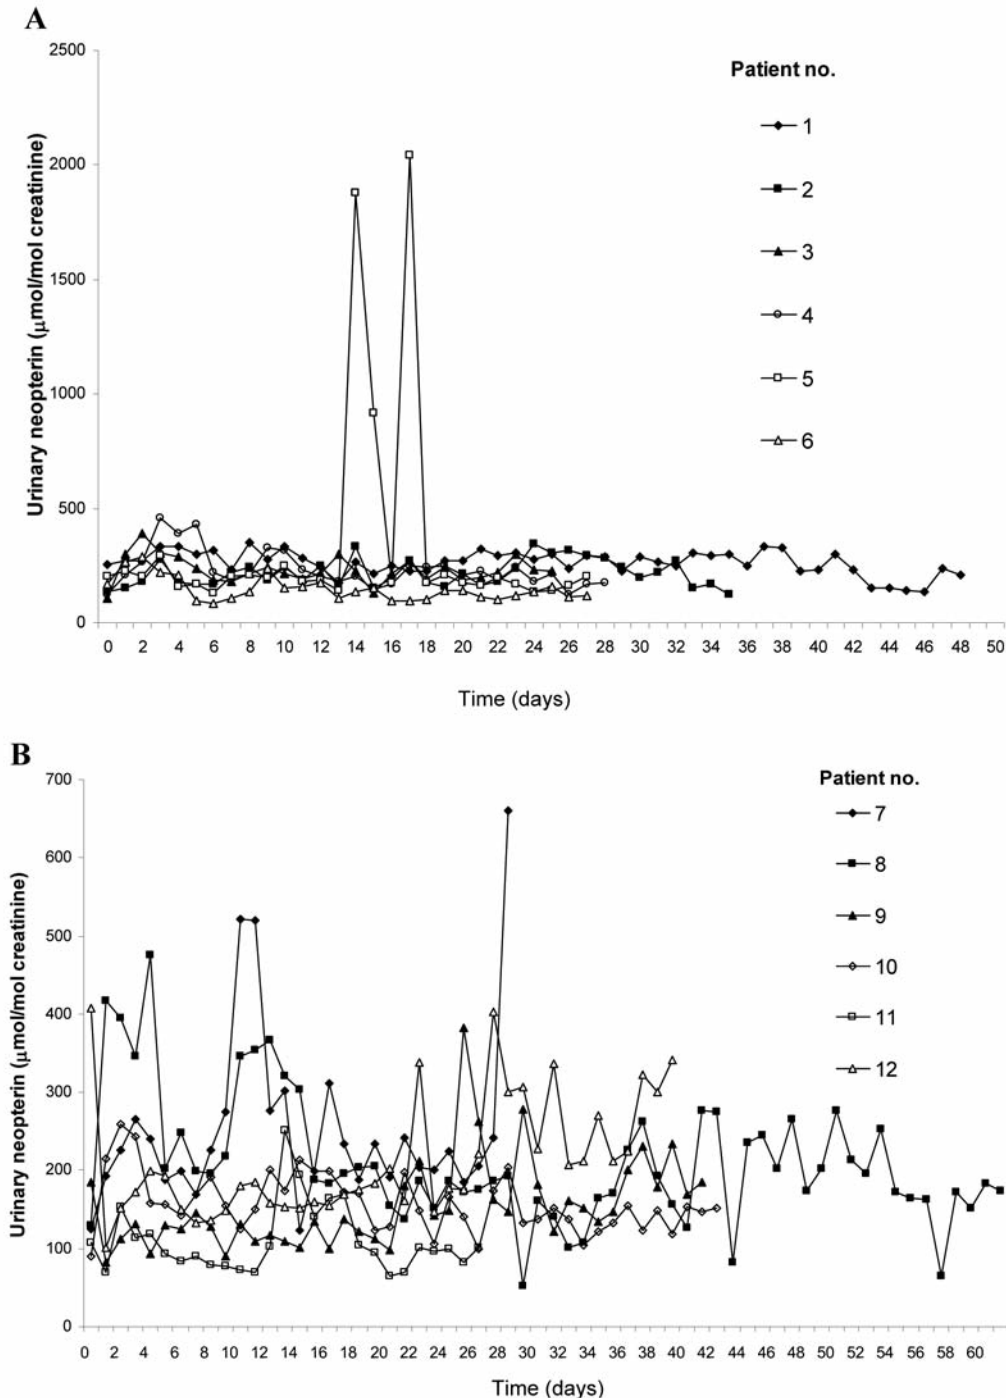 A
2500
2000
1500
1000
500
0
Urinary neopterin (μmol/mol creatinine)
Patient no.
1
2
3
4
5
6
0 2 4 6 8 10 12 14 16 18 20 22 24 26 28 30 32 34 36 38 40 42 44 46 48 50
Time (days)
B
700
600
500
400
300
200
100
0
Urinary neopterin (μmol/mol creatinine)
Patient no.
7
8
9
10
11
12
0 2 4 6 8 10 12 14 16 18 20 22 24 26 28 30 32 34 36 38 40 42 44 46 48 50 52 54 56 58 60
Time (days)